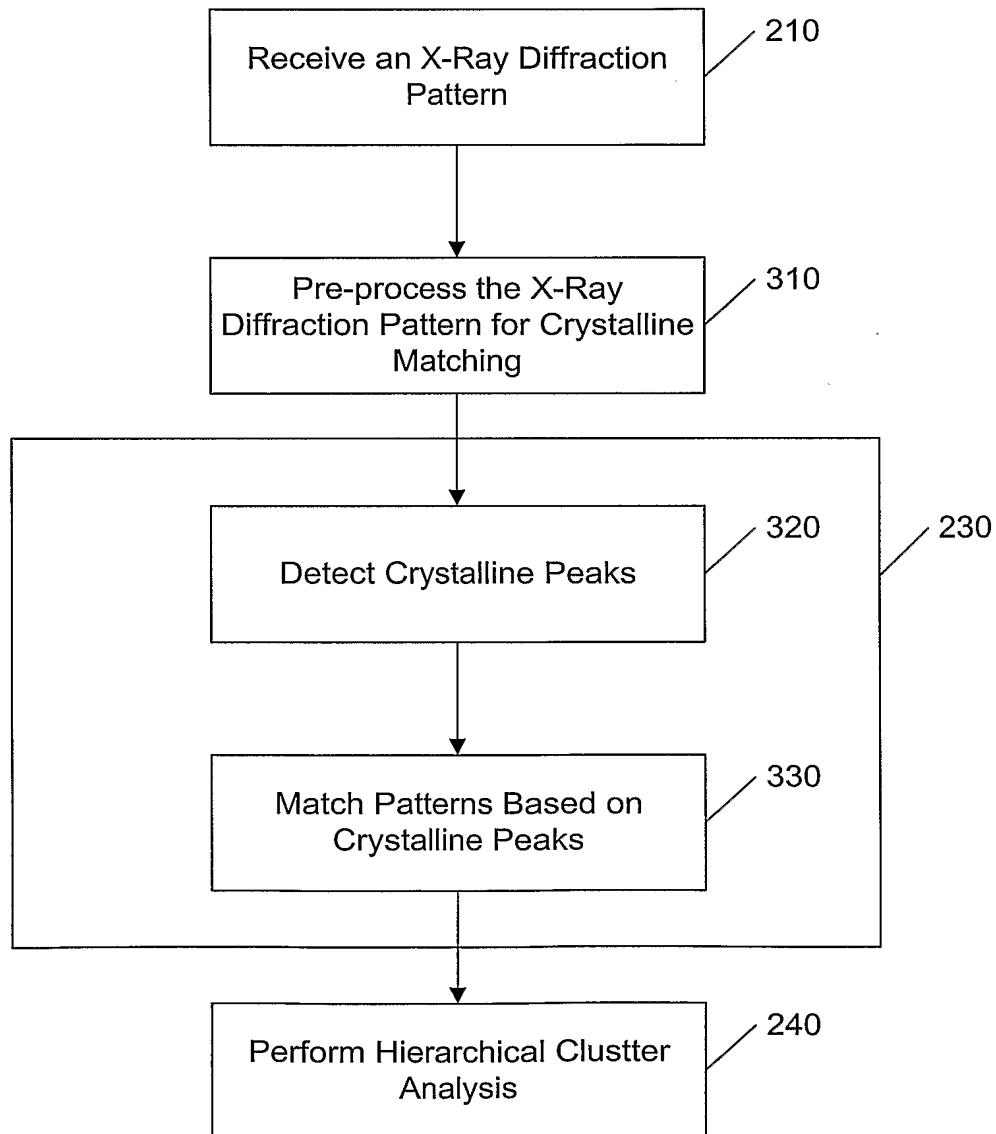 210
Receive an X-Ray Diffraction
Pattern
310
Pre-process the X-Ray
Diffraction Pattern for Crystalline
Matching
320
230
Detect Crystalline Peaks
330
Match Patterns Based on
Crystalline Peaks
240
Perform Hierarchical Clustter
Analysis